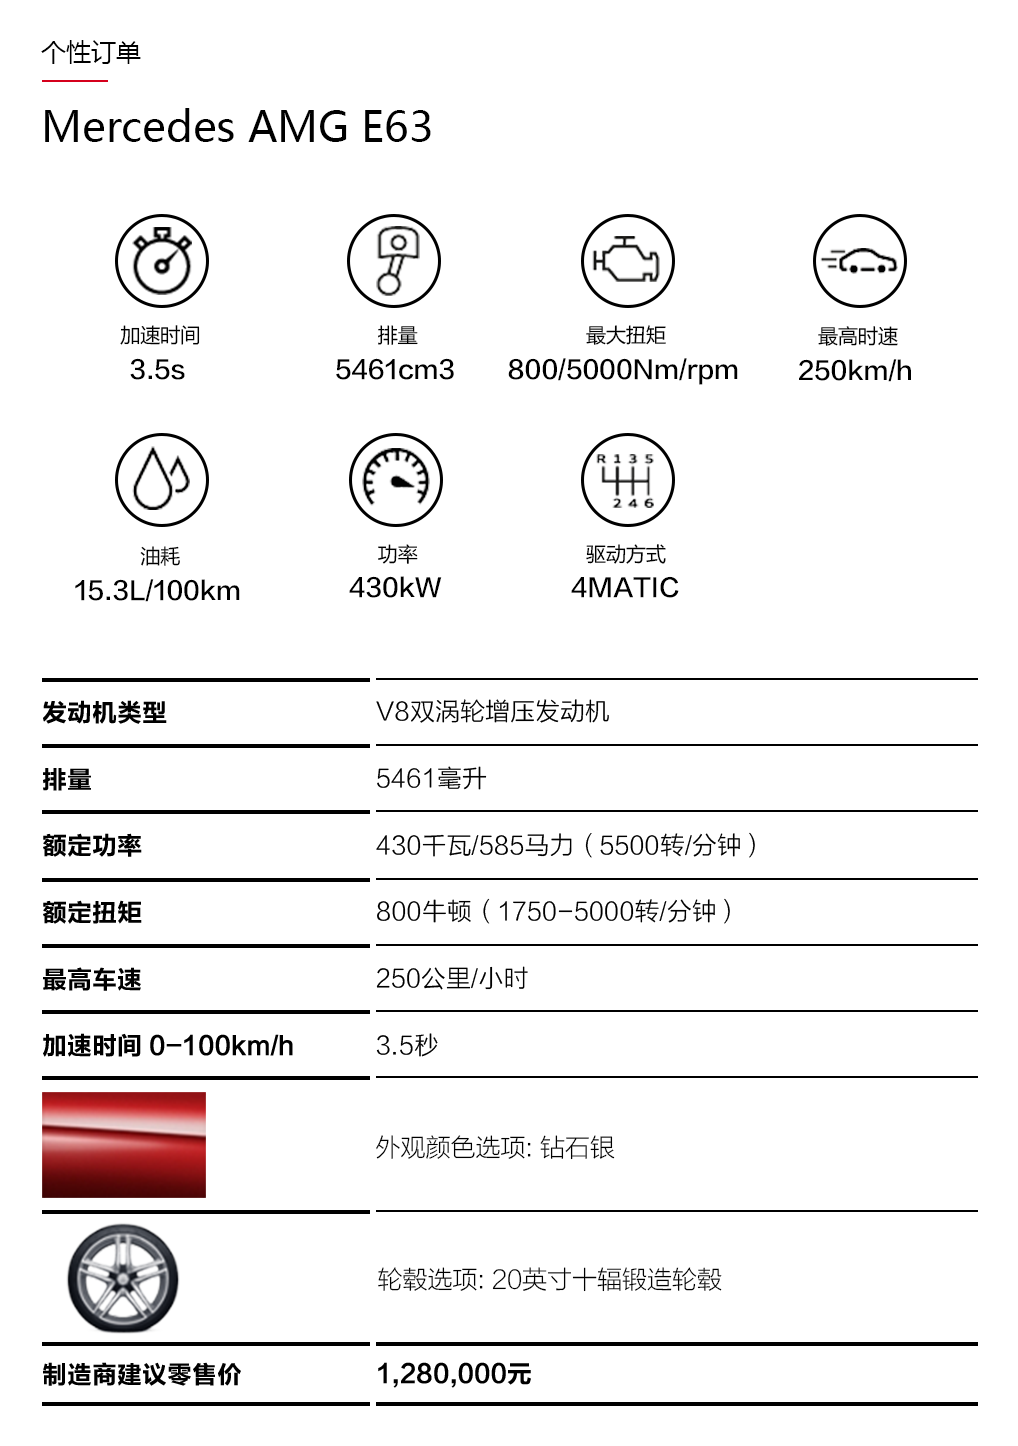 个性订单
Mercedes AMG E63
加速时间 排量 最大扭矩 最高时速
3.5s 5461cm3 800/5000Nm/rpm 250km/h
R 1 3 5
2 4 6
油耗 功率 驱动方式
15.3L/100km 430kW 4MATIC
发动机类型 V8双涡轮增压发动机
排量 5461毫升
额定功率 430千瓦/585马力（5500转/分钟）
额定扭矩 800牛顿（1750-5000转/分钟）
最高车速 250公里/小时
加速时间 0-100km/h 3.5秒
外观颜色选项: 钻石银
轮毂选项: 20英寸十辐锻造轮毂
制造商建议零售价 1,280,000元